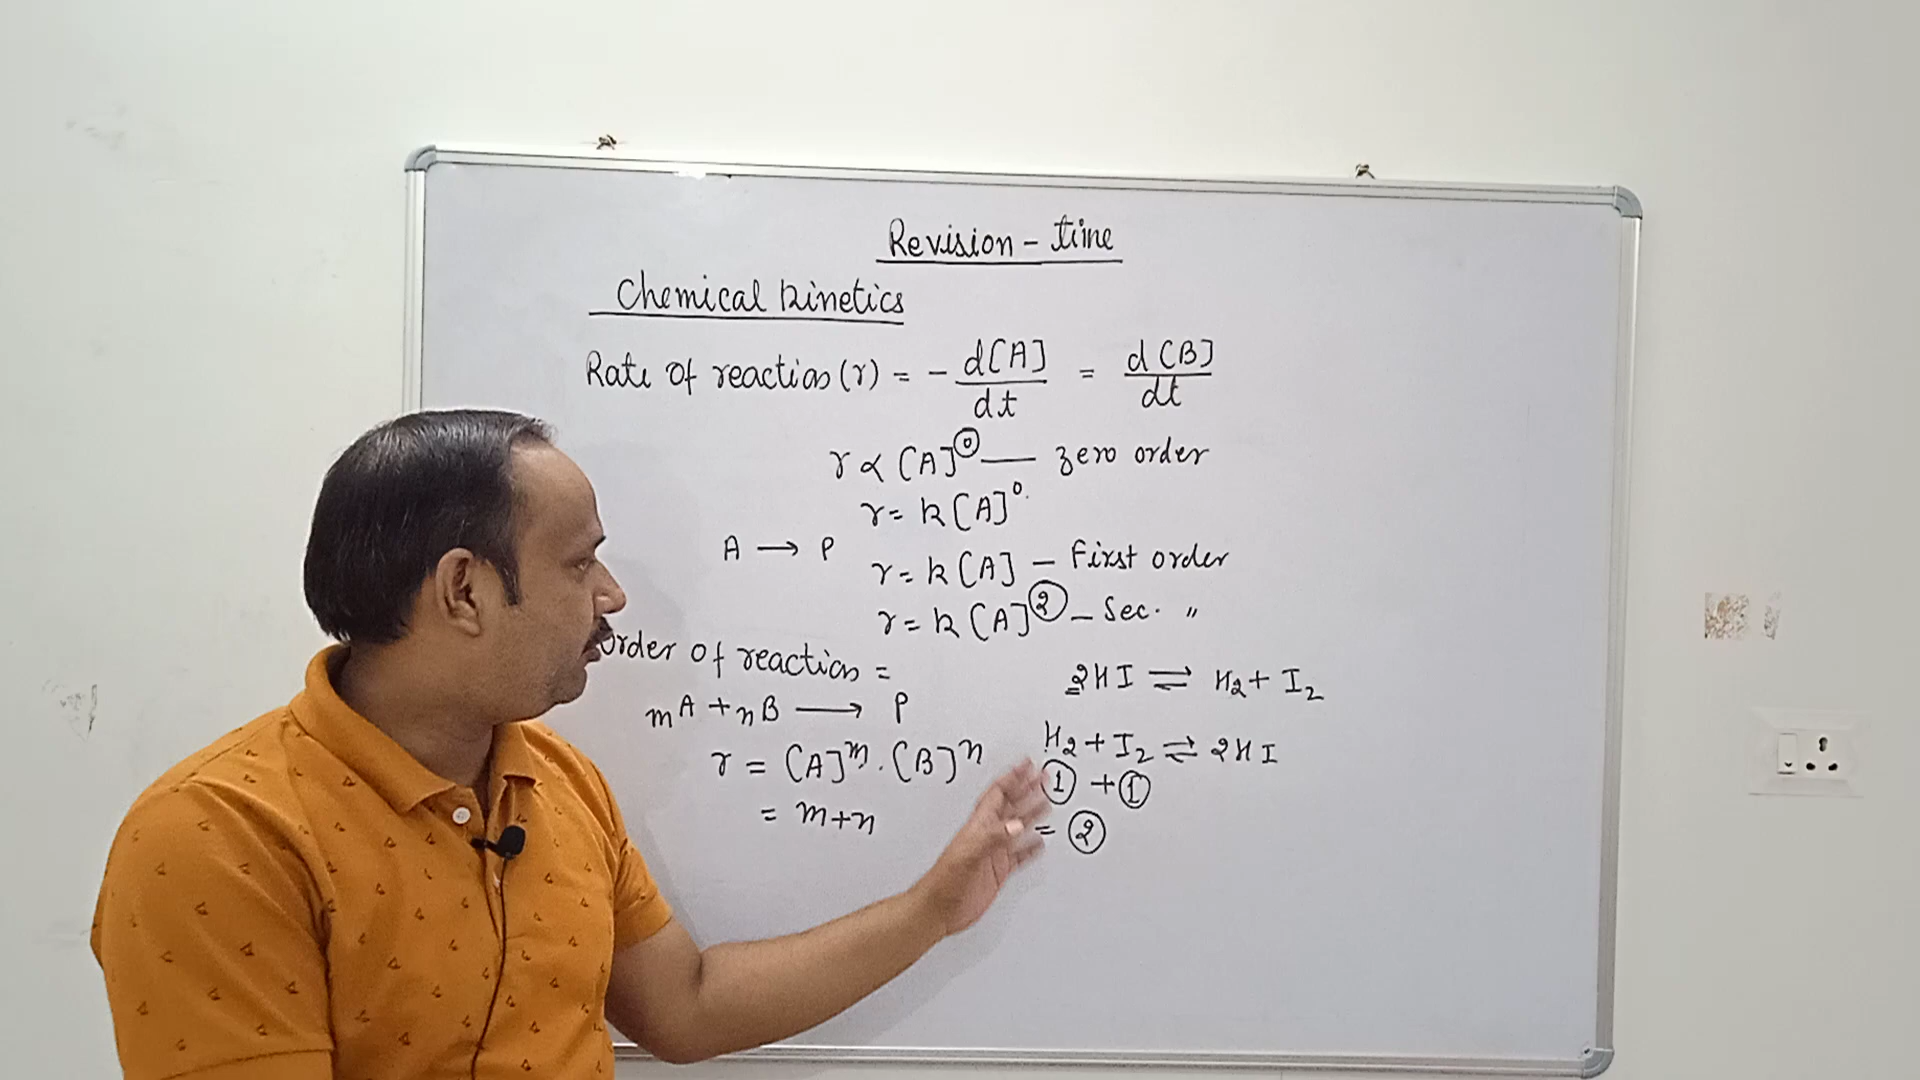 Revision - time
Chemical kinetics
Rate of reaction (r) = - d[A]/dt = d[B]/dt
r ∝ [A]⁰ — zero order
r = k[A]⁰
A → P
r = k[A] - First order
r = k[A]² - Sec. "
Order of reaction =
mA + nB → P
r = [A]ᵐ . [B]ⁿ
= m+n
2HI ⇌ H₂ + I₂
H₂ + I₂ ⇌ 2HI
1 + 1
= 2